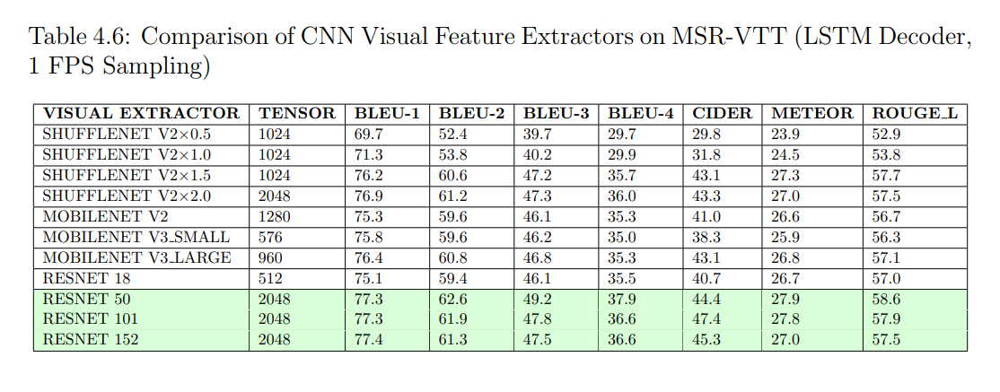 Table 4.6: Comparison of CNN Visual Feature Extractors on MSR-VTT (LSTM Decoder,
1 FPS Sampling)
VISUAL EXTRACTOR TENSOR BLEU-1 BLEU-2 BLEU-3 BLEU-4 CIDER METEOR ROUGE_L
SHUFFLENET V2×0.5 1024 69.7 52.4 39.7 29.7 29.8 23.9 52.9
SHUFFLENET V2×1.0 1024 71.3 53.8 40.2 29.9 31.8 24.5 53.8
SHUFFLENET V2×1.5 1024 76.2 60.6 47.2 35.7 43.1 27.3 57.7
SHUFFLENET V2×2.0 2048 76.9 61.2 47.3 36.0 43.3 27.0 57.5
MOBILENET V2 1280 75.3 59.6 46.1 35.3 41.0 26.6 56.7
MOBILENET V3_SMALL 576 75.8 59.6 46.2 35.0 38.3 25.9 56.3
MOBILENET V3_LARGE 960 76.4 60.8 46.8 35.3 43.1 26.8 57.1
RESNET 18 512 75.1 59.4 46.1 35.5 40.7 26.7 57.0
RESNET 50 2048 77.3 62.6 49.2 37.9 44.4 27.9 58.6
RESNET 101 2048 77.3 61.9 47.8 36.6 47.4 27.8 57.9
RESNET 152 2048 77.4 61.3 47.5 36.6 45.3 27.0 57.5